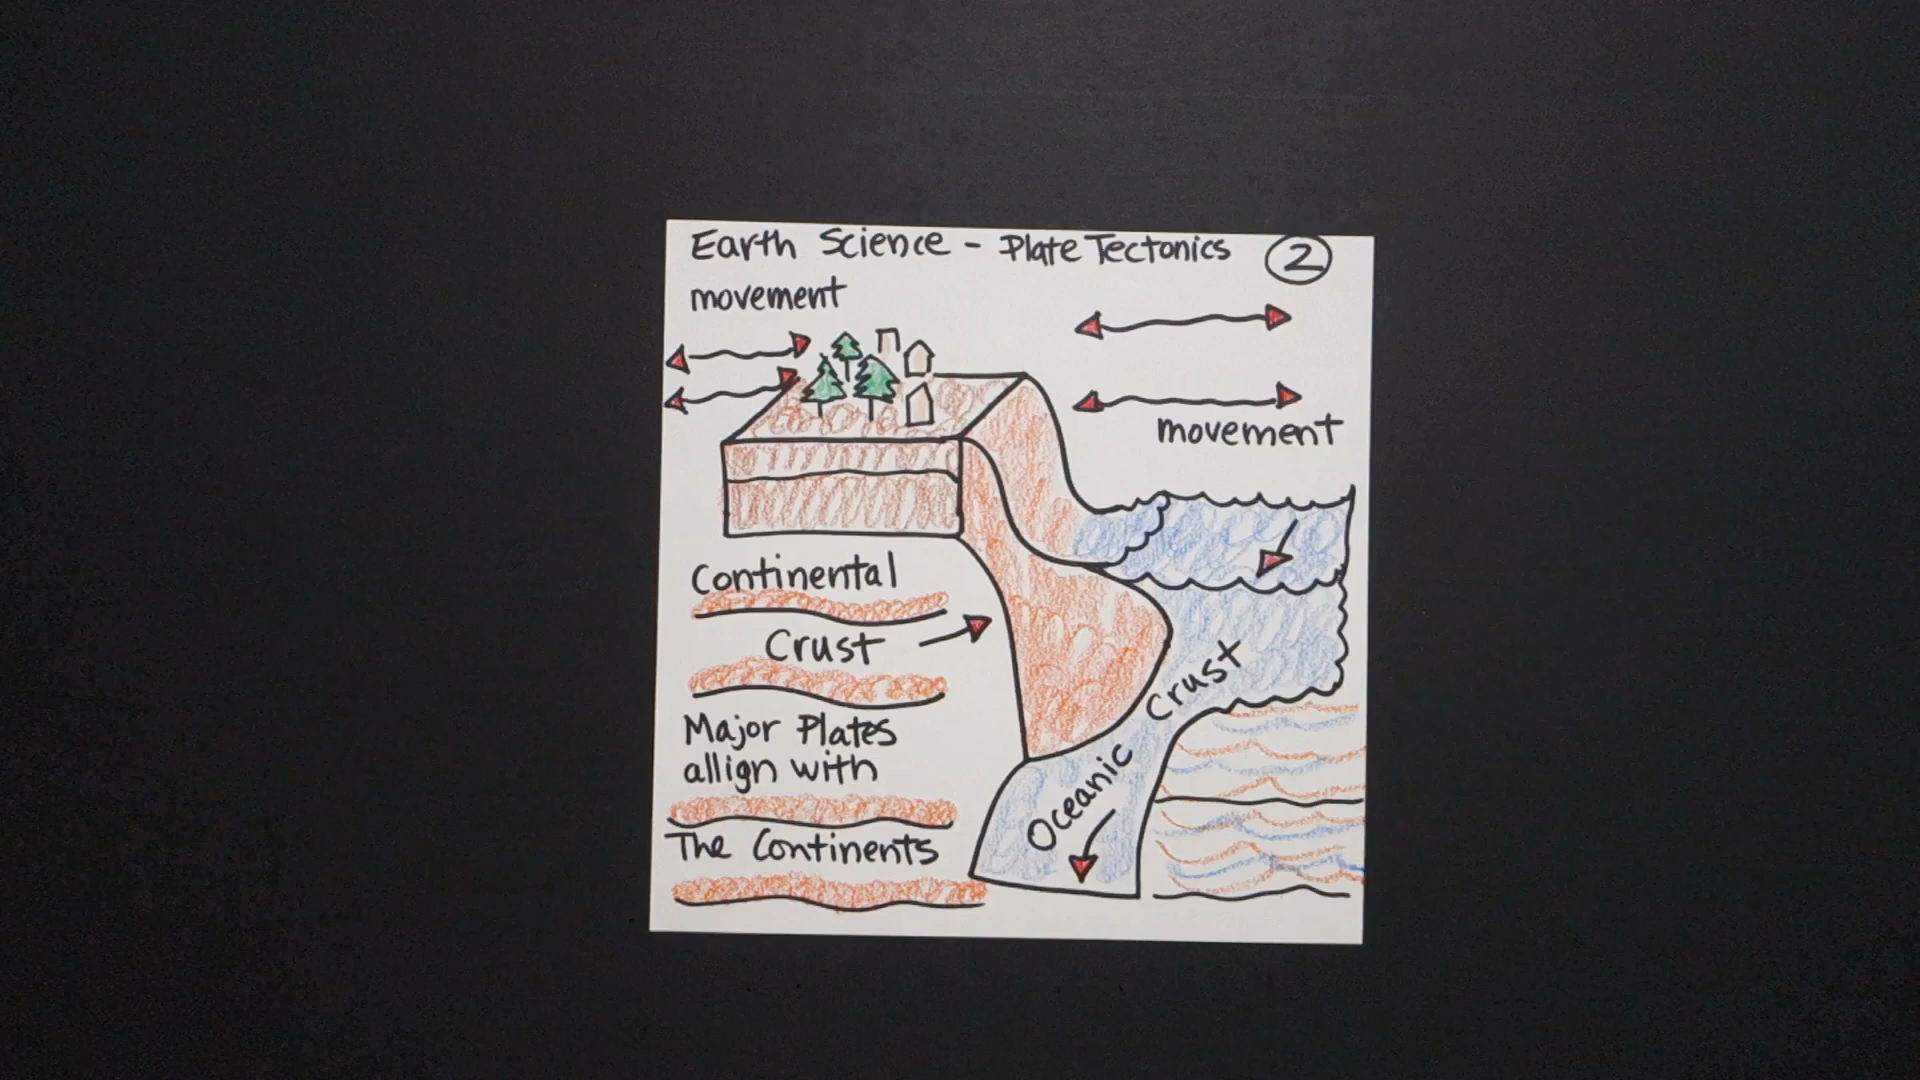 Earth Science - Plate Tectonics 2
movement
movement
Continental
Crust
Major Plates
allign with
The Continents
Oceanic Crust